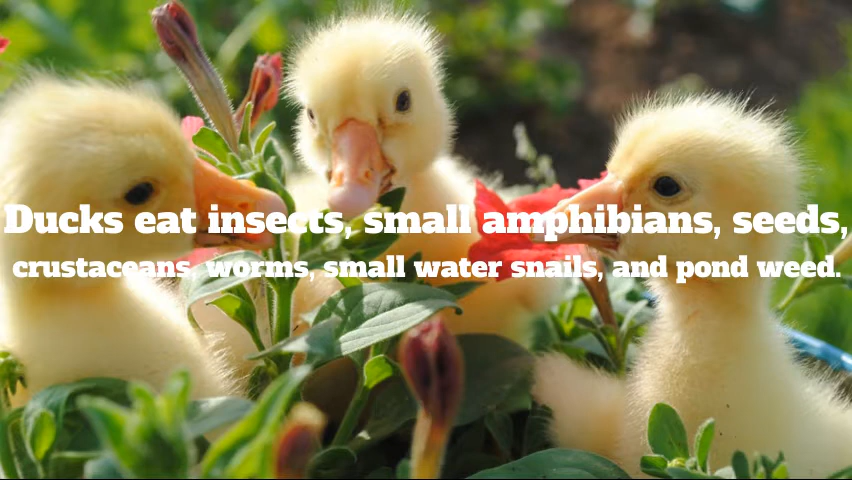 Ducks eat insects, small amphibians, seeds,
crustaceans, worms, small water snails, and pond weed.